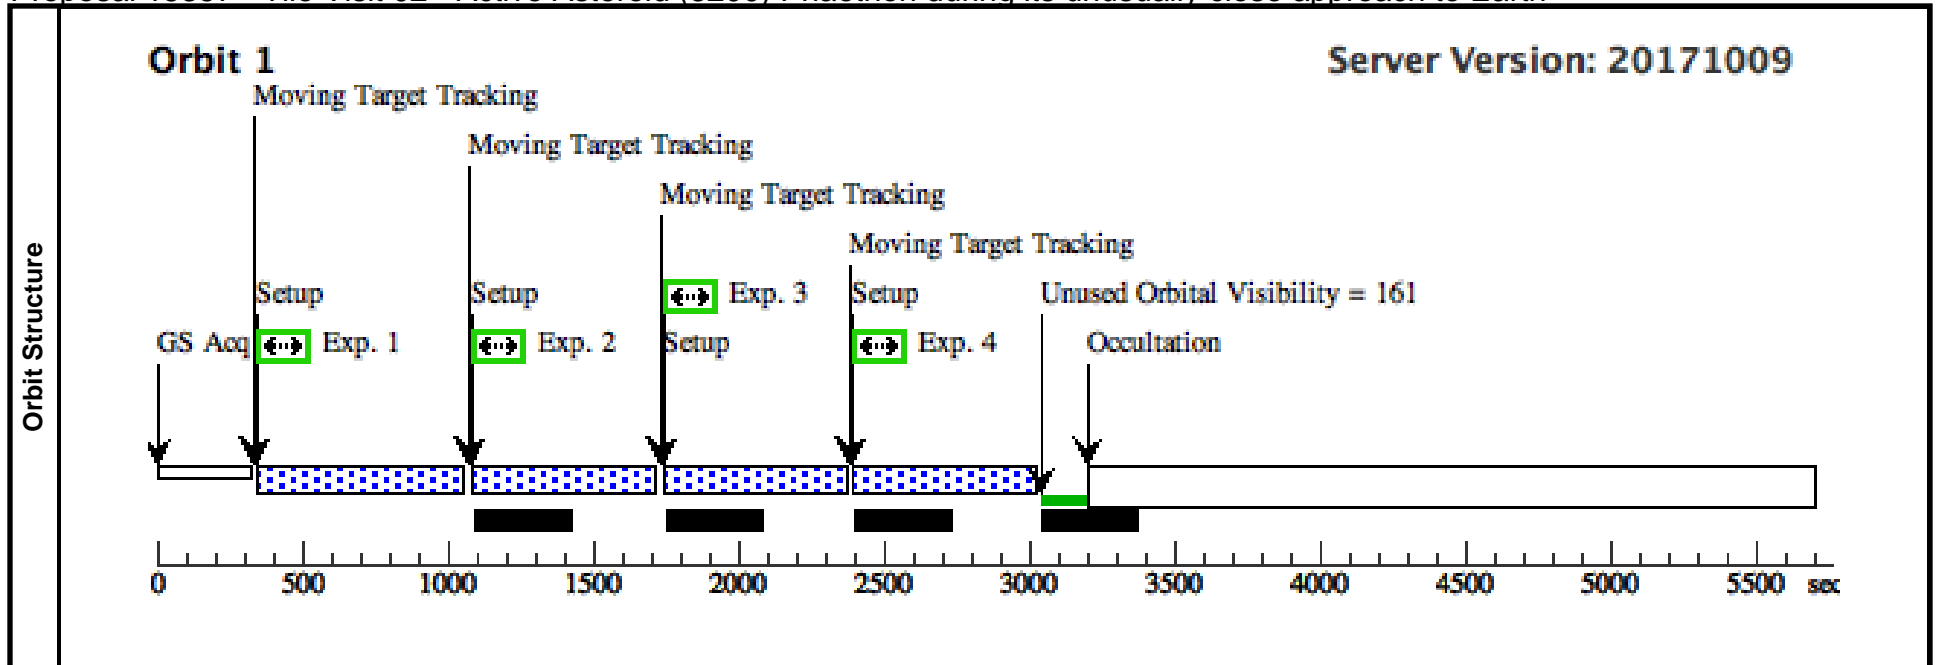 Orbit 1
Server Version: 20171009
Moving Target Tracking
Moving Target Tracking
Moving Target Tracking
Moving Target Tracking
Setup
Setup
Exp. 3
Setup
Unused Orbital Visibility = 161
GS Acq
Exp. 1
Exp. 2
Setup
Exp. 4
Occultation
Orbit Structure
0 500 1000 1500 2000 2500 3000 3500 4000 4500 5000 5500 sec